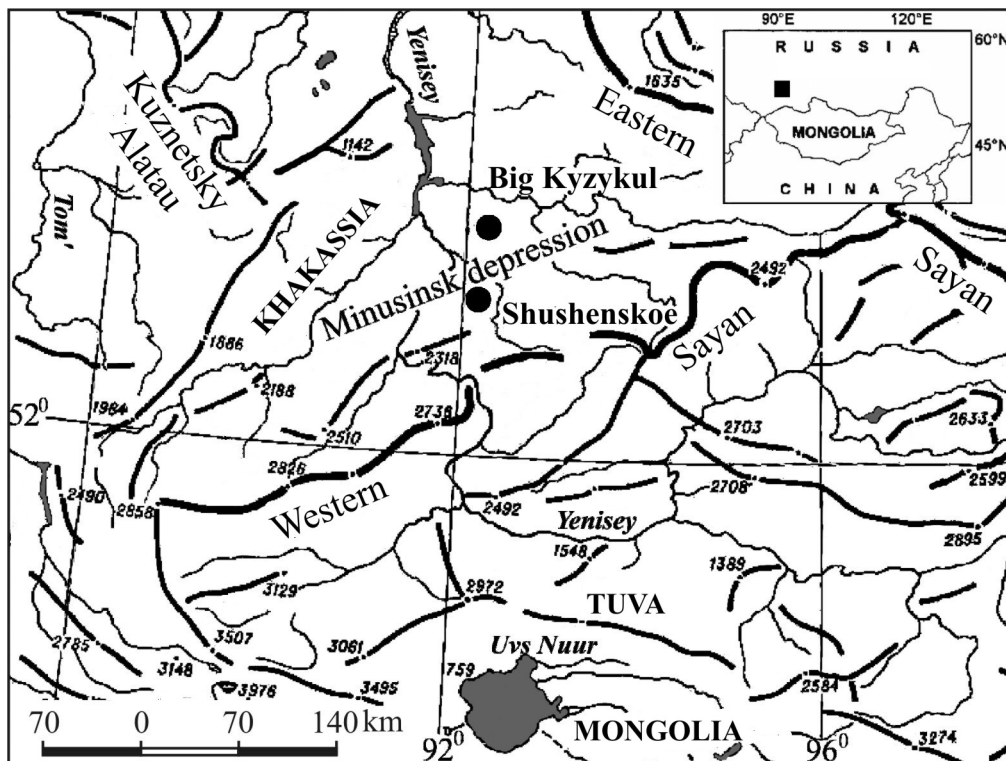 90°E
120°E
R U S S I A
60°N
MONGOLIA
45°N
C H I N A
Yenisey
Kuznetsky
Alatau
1142
1635
Eastern
Tom'
Big Kyzykul
KHAKASSIA
Minusinsk depression
Shushenskoe
2492
Sayan
Sayan
1886
2318
2188
1984
52⁰
2510
2738
2703
2633
2826
2599
2490
2858
Western
2492
2708
Yenisey
2895
1548
1389
3129
2972
TUVA
3507
3061
Uvs Nuur
2785
3148
759
3976
3495
2584
70 0 70 140 km
92⁰
MONGOLIA
96⁰
3274